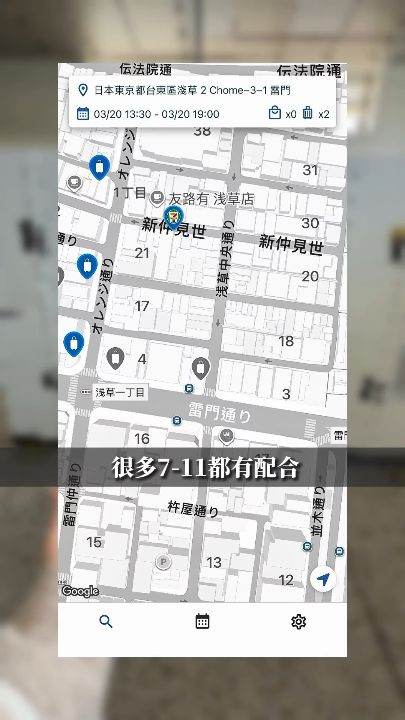 伝法院通
伝法院通
日本東京都台東區淺草 2 Chome-3-1 雷門
03/20 13:30 - 03/20 19:00
x0
x2
38
オレンジ通り
31
1丁目
友路有 浅草店
30
新仲見世
新仲見世
21
浅草中央通り
20
オレンジ通り
17
18
4
浅草一丁目
3
雷門通り
16
17
很多7-11都有配合
雷門仲通り
杵屋通り
並木通り
15
P
13
12
Google